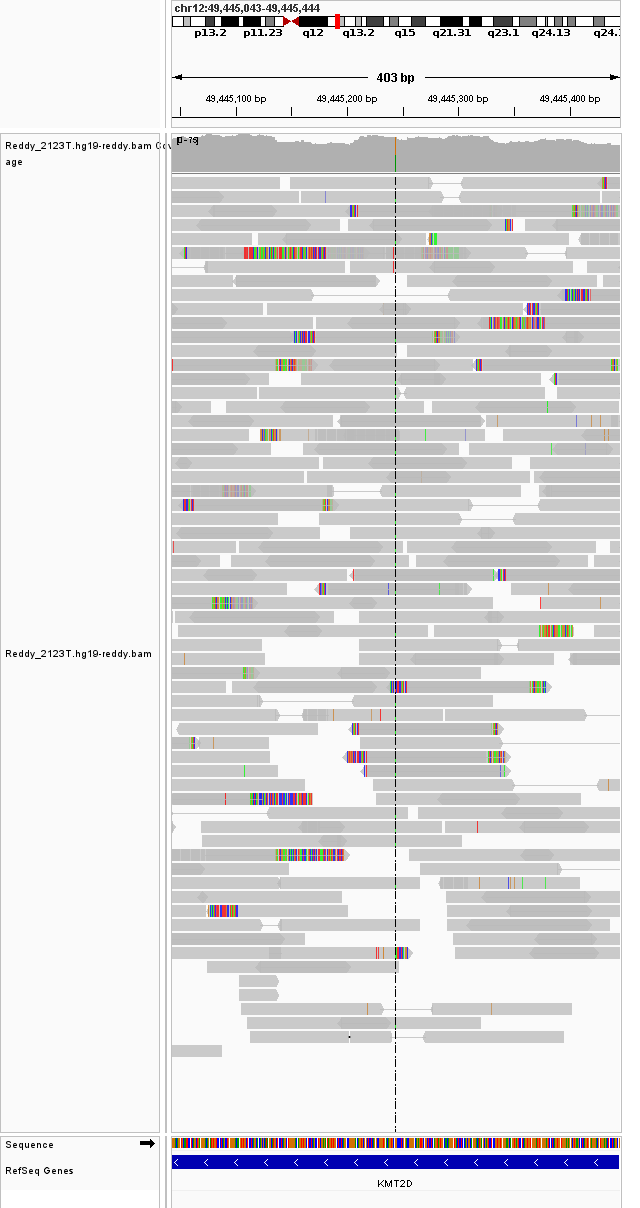 chr12:49,445,043-49,445,444
p13.2 p11.23 q12 q13.2 q15 q21.31 q23.1 q24.13
403 bp
49,445,100 bp 49,445,200 bp 49,445,300 bp 49,445,400 bp
Reddy_2123T.hg19-reddy.bam Cov
age
Reddy_2123T.hg19-reddy.bam
Sequence
RefSeq Genes
KMT2D